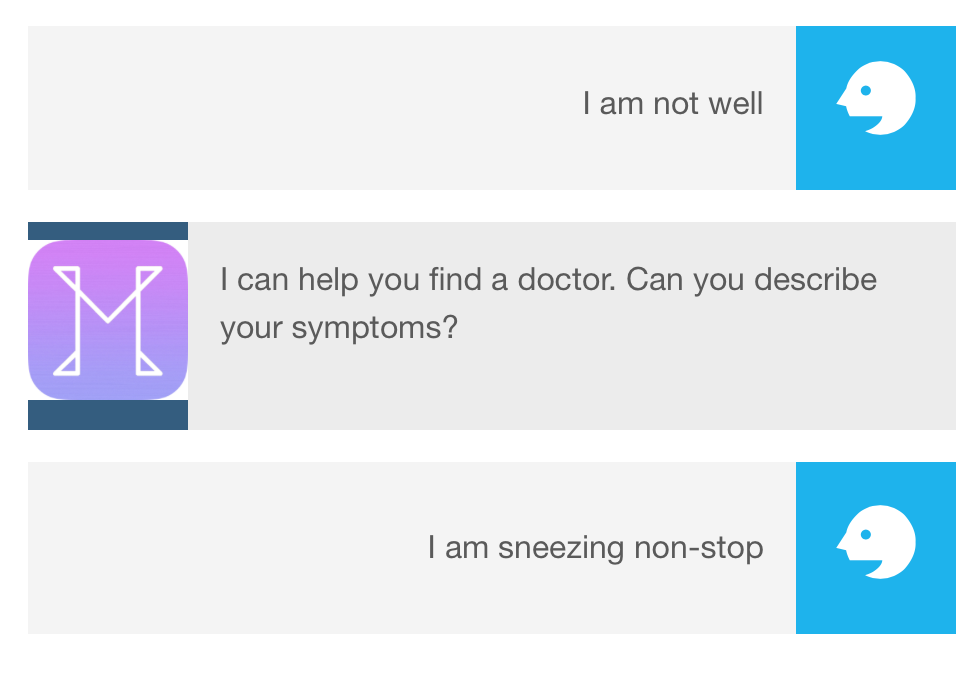 I am not well
I can help you find a doctor. Can you describe
your symptoms?
I am sneezing non-stop